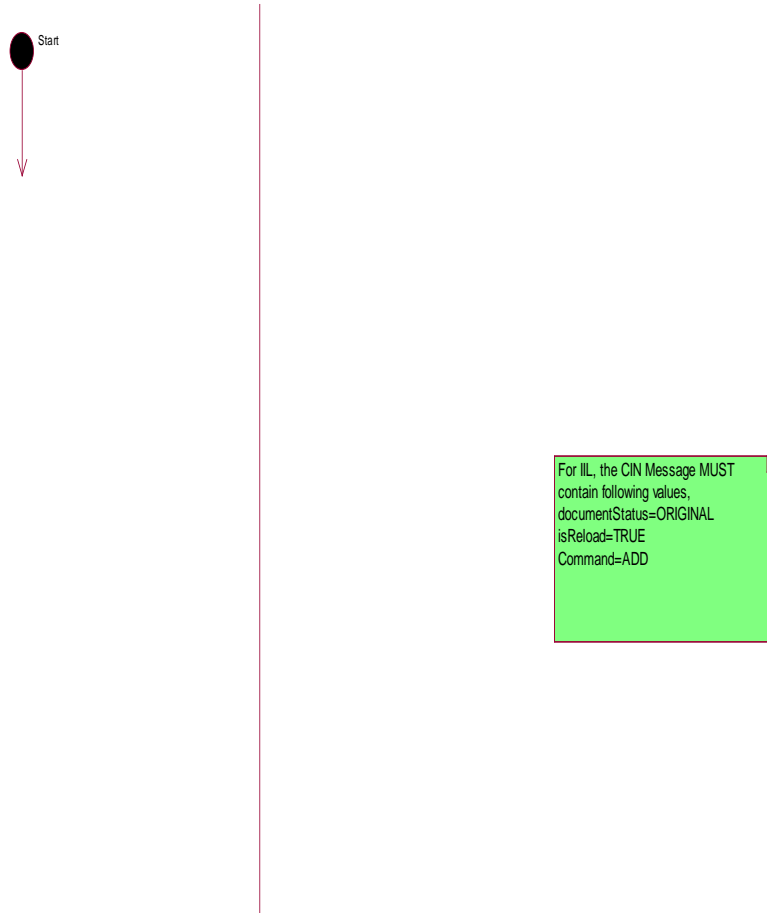 Start
For IIL, the CIN Message MUST
contain following values,
documentStatus=ORIGINAL
isReload=TRUE
Command=ADD